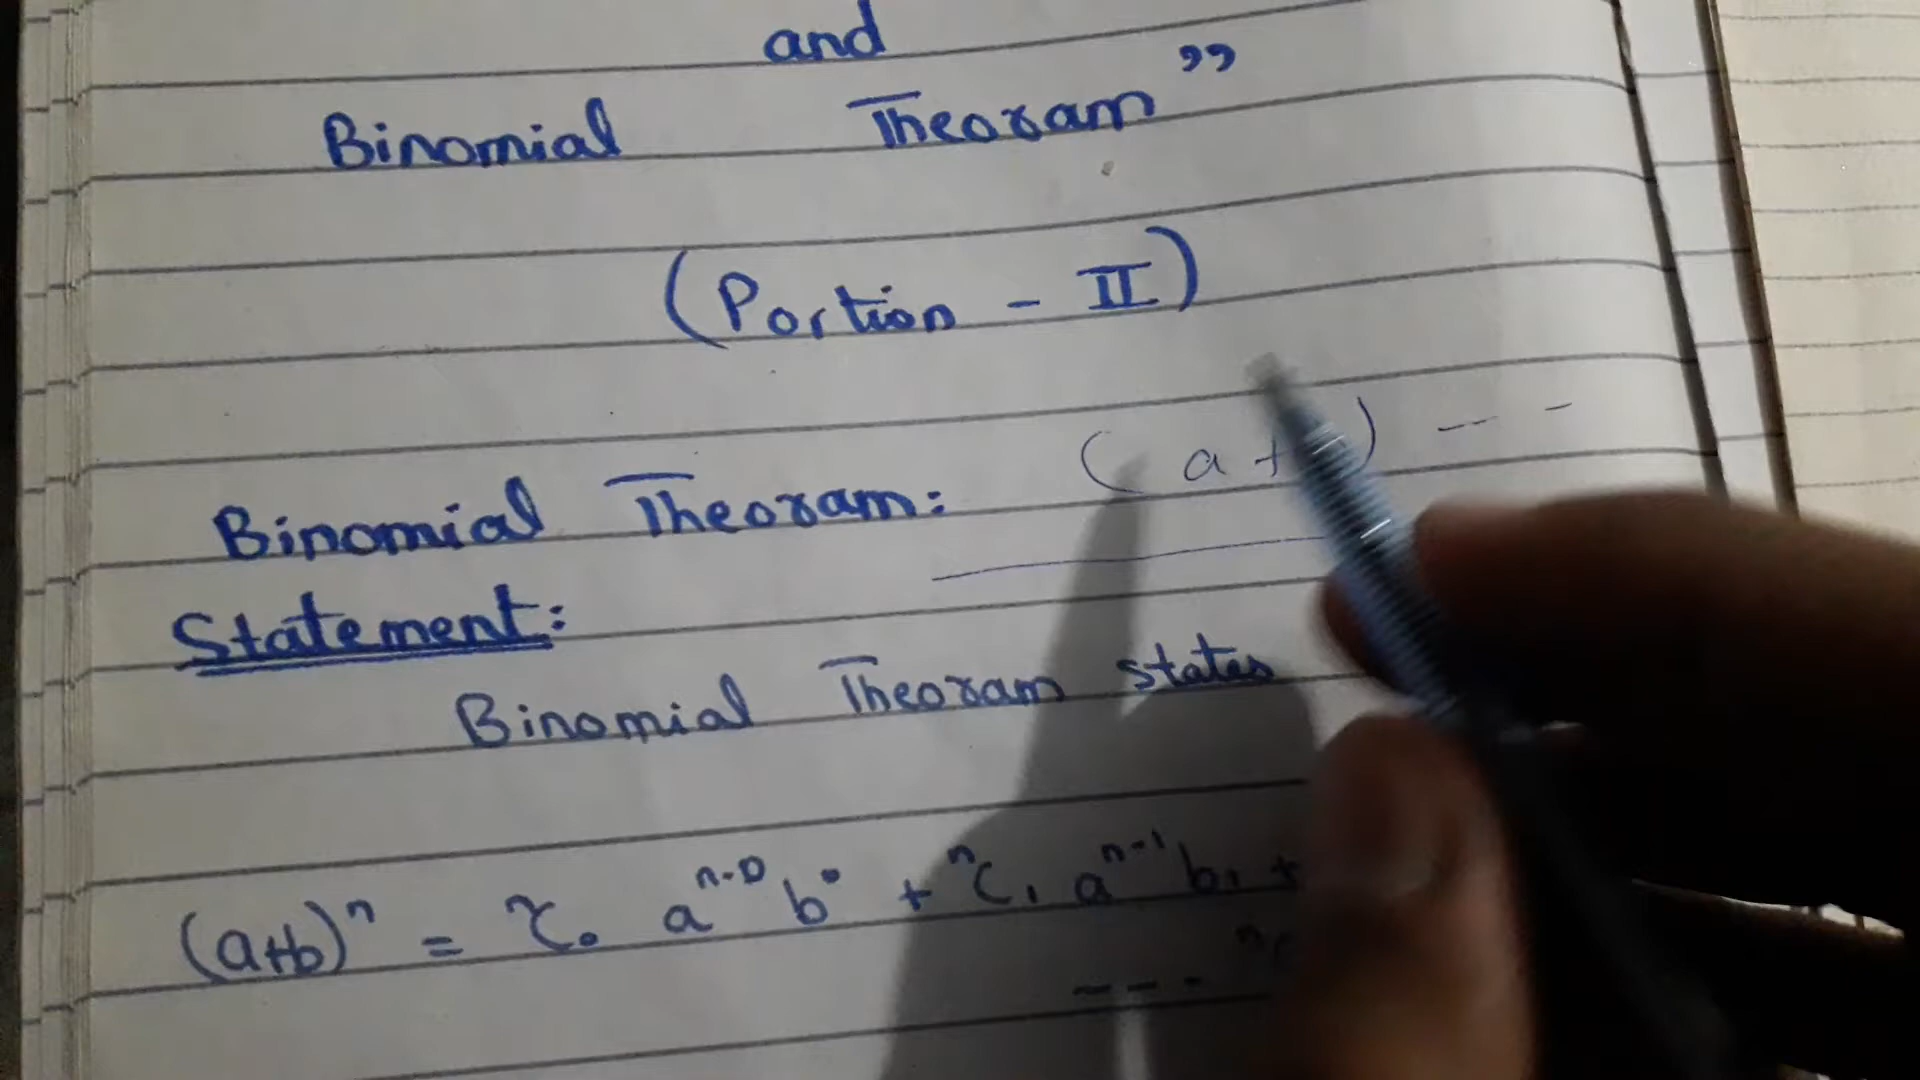 and
Binomial Theoram”
(Portion - II)
(a+ ) - -
Binomial Theoram:
Statement:
Binomial Theoram states
(a+b)ⁿ = ⁿC₀ aⁿ⁻⁰ b⁰ + ⁿC₁ aⁿ⁻¹ b₁ +
- - - ⁿC